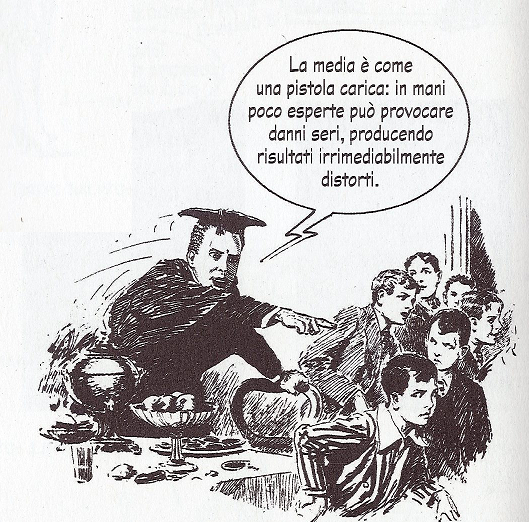 La media è come
una pistola carica: in mani
poco esperte può provocare
danni seri, producendo
risultati irrimediabilmente
distorti.